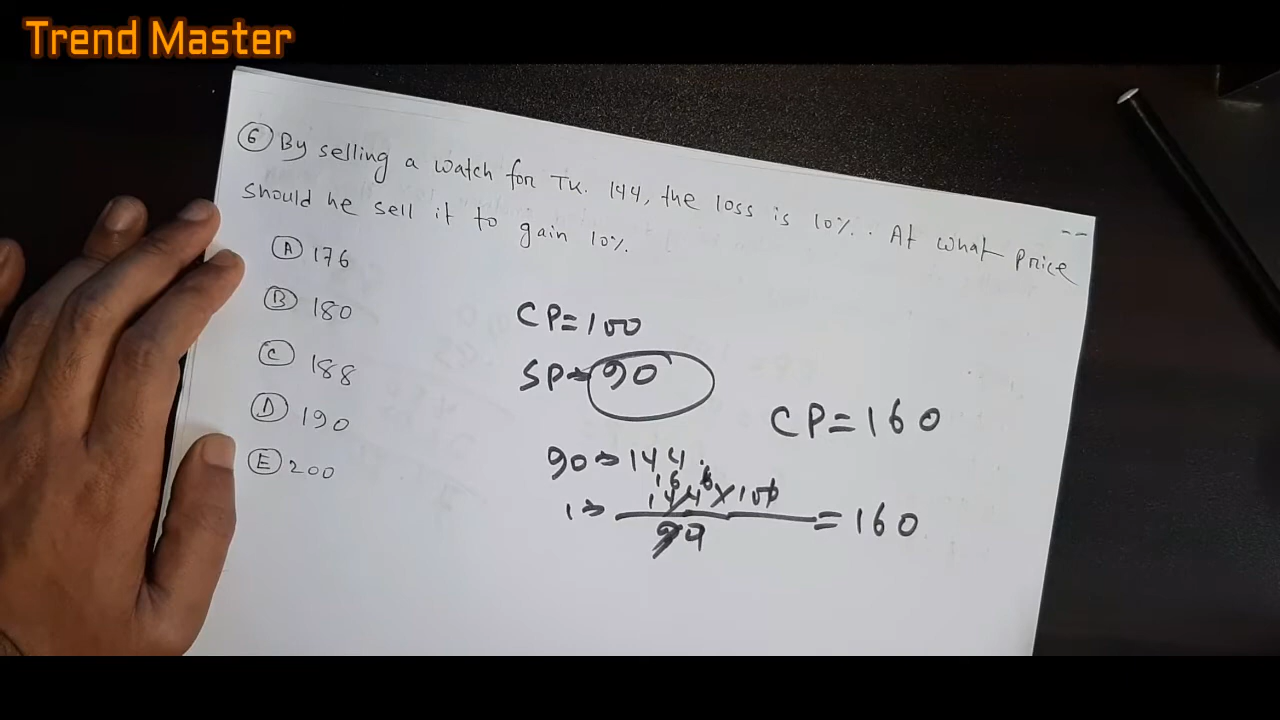 Trend Master
⑥ By selling a watch for TK. 144, the loss is 10%. At what price
should he sell it to gain 10%.
Ⓐ 176
Ⓑ 180
Ⓒ 188
Ⓓ 190
Ⓔ 200
CP=100
SP⇒90
CP=160
90⇒144.
16
1⇒ 144×100 / 90 = 160